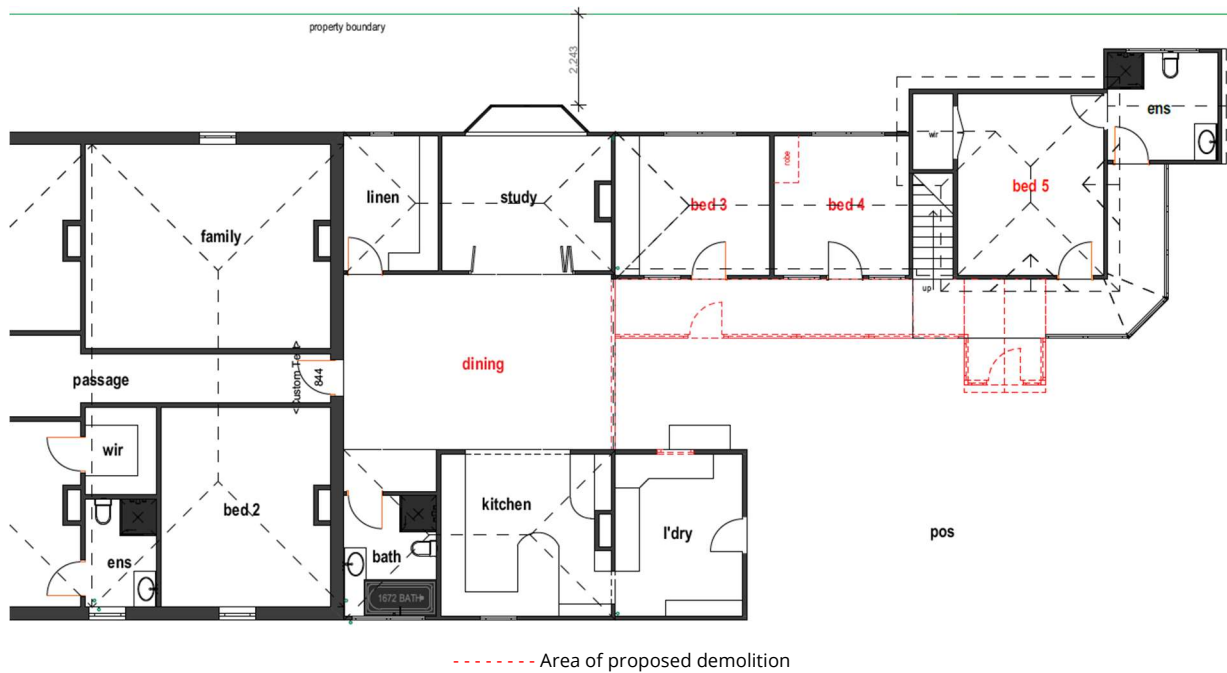 property boundary
2.243
ens
wir
robe
linen
study
bed 3
bed 4
bed 5
family
up
dining
passage
<Custom Te
844
wir
kitchen
bed 2
l'dry
pos
bath
ens
1672 BATH
Area of proposed demolition